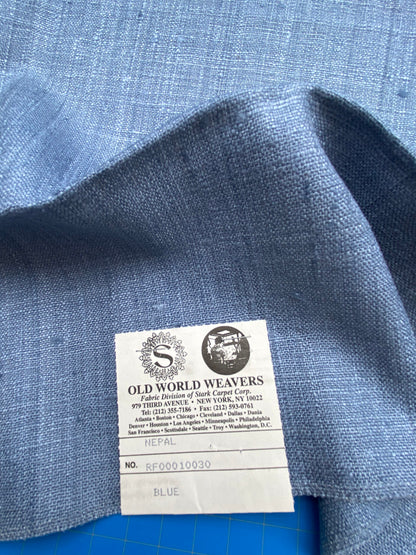 S
OLD WORLD WEAVERS
Fabric Division of Stark Carpet Corp.
979 THIRD AVENUE • NEW YORK, NY 10022
Tel: (212) 355-7186 • Fax: (212) 593-0761
Atlanta • Boston • Chicago • Cleveland • Dallas • Dania
Denver • Houston • Los Angeles • Minneapolis • Philadelphia
San Francisco • Scottsdale • Seattle • Troy • Washington, D.C.
NEPAL
NO. RF00010030
BLUE